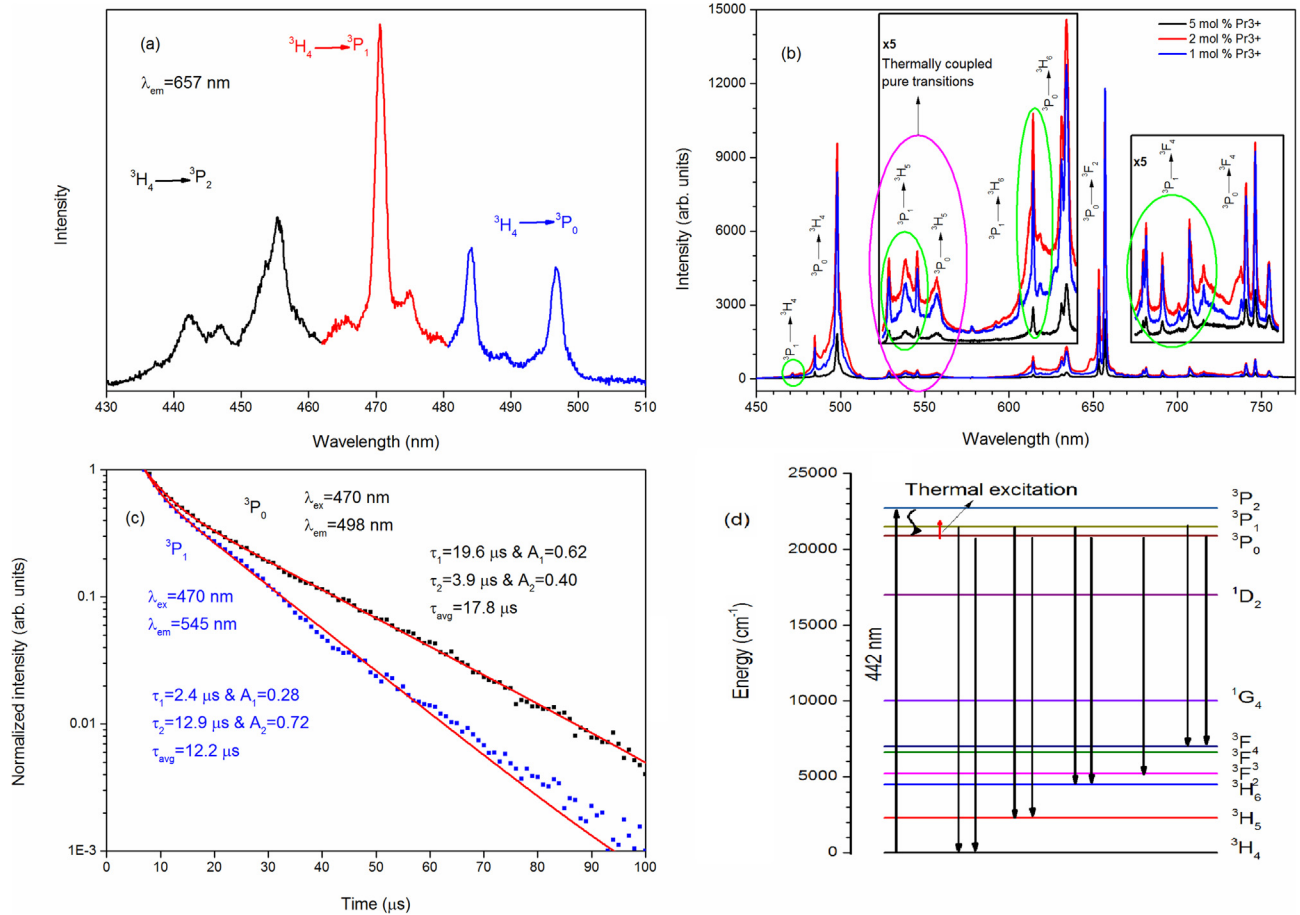 (a)
λem=657 nm
³H₄ → ³P₂
³H₄ → ³P₁
³H₄ → ³P₀
Intensity
430 440 450 460 470 480 490 500 510
Wavelength (nm)
(b)
5 mol % Pr3+
2 mol % Pr3+
1 mol % Pr3+
x5
Thermally coupled
pure transitions
³P₁ → ³H₄
³P₀ → ³H₄
³P₁ → ³H₅
³P₀ → ³H₅
³P₁ → ³H₆
³P₀ → ³H₆
³P₀ → ³F₂
x5
³P₁ → ³F₄
³P₀ → ³F₄
Intensity (arb. units)
15000
12000
9000
6000
3000
0
450 500 550 600 650 700 750
Wavelength (nm)
(c)
³P₀
λex=470 nm
λem=498 nm
τ₁=19.6 μs & A₁=0.62
τ₂=3.9 μs & A₂=0.40
τavg=17.8 μs
³P₁
λex=470 nm
λem=545 nm
τ₁=2.4 μs & A₁=0.28
τ₂=12.9 μs & A₂=0.72
τavg=12.2 μs
Normalized intensity (arb. units)
1
0.1
0.01
1E-3
0 10 20 30 40 50 60 70 80 90 100
Time (μs)
(d)
Thermal excitation
442 nm
Energy (cm⁻¹)
25000
20000
15000
10000
5000
0
³P₂
³P₁
³P₀
¹D₂
¹G₄
³F₄
³F₃
³F₂
³H₆
³H₅
³H₄